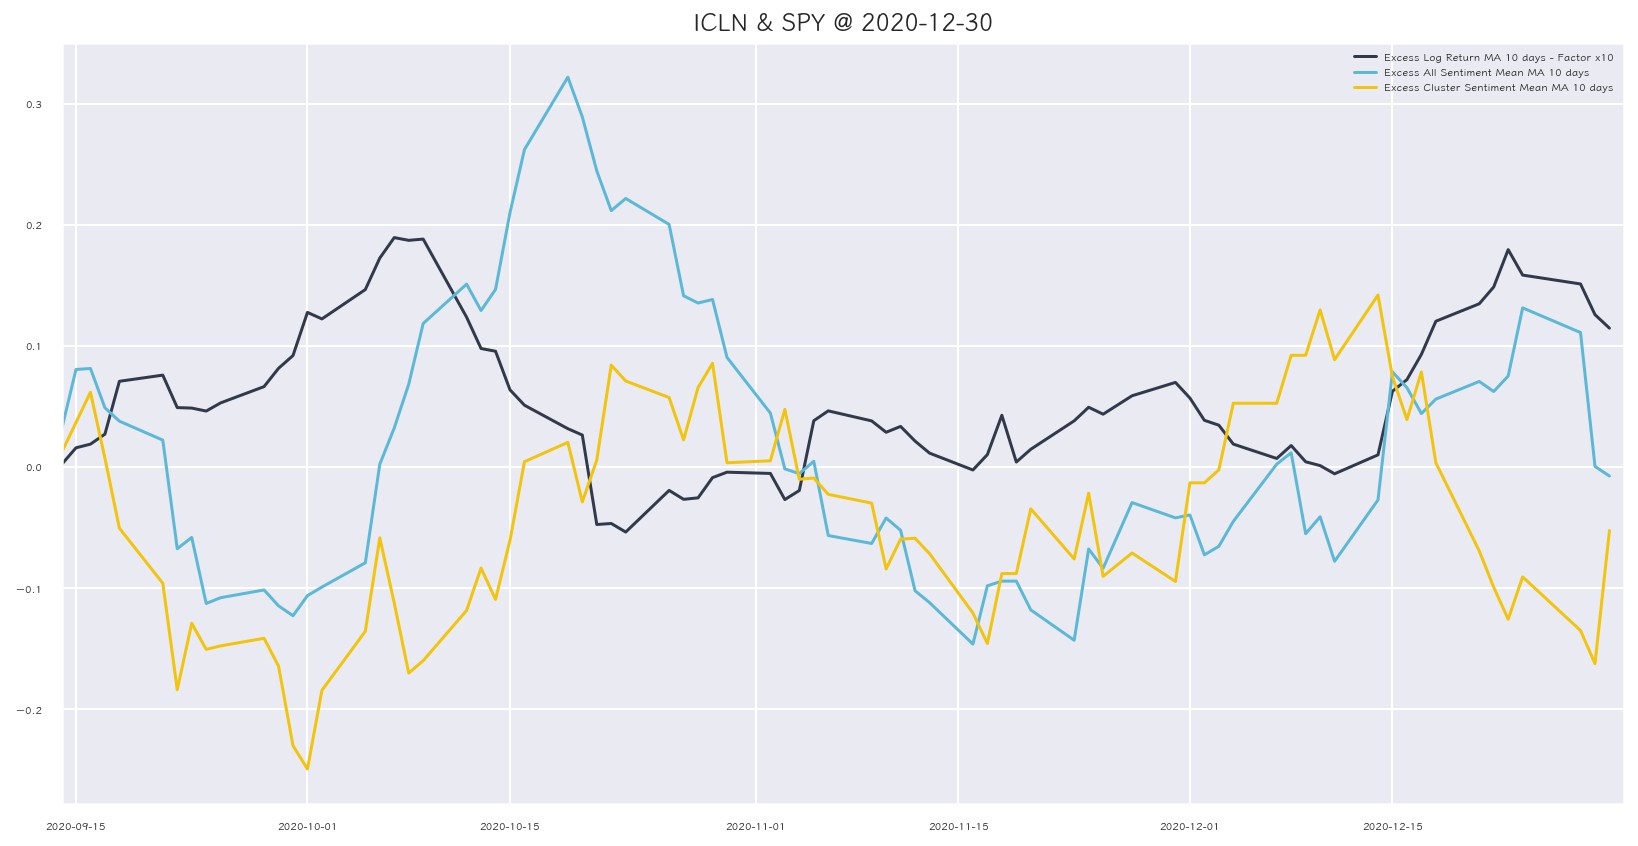 ICLN & SPY @ 2020-12-30
Excess Log Return MA 10 days - Factor x10
Excess All Sentiment Mean MA 10 days
Excess Cluster Sentiment Mean MA 10 days
0.3
0.2
0.1
0.0
−0.1
−0.2
2020-09-15 2020-10-01 2020-10-15 2020-11-01 2020-11-15 2020-12-01 2020-12-15